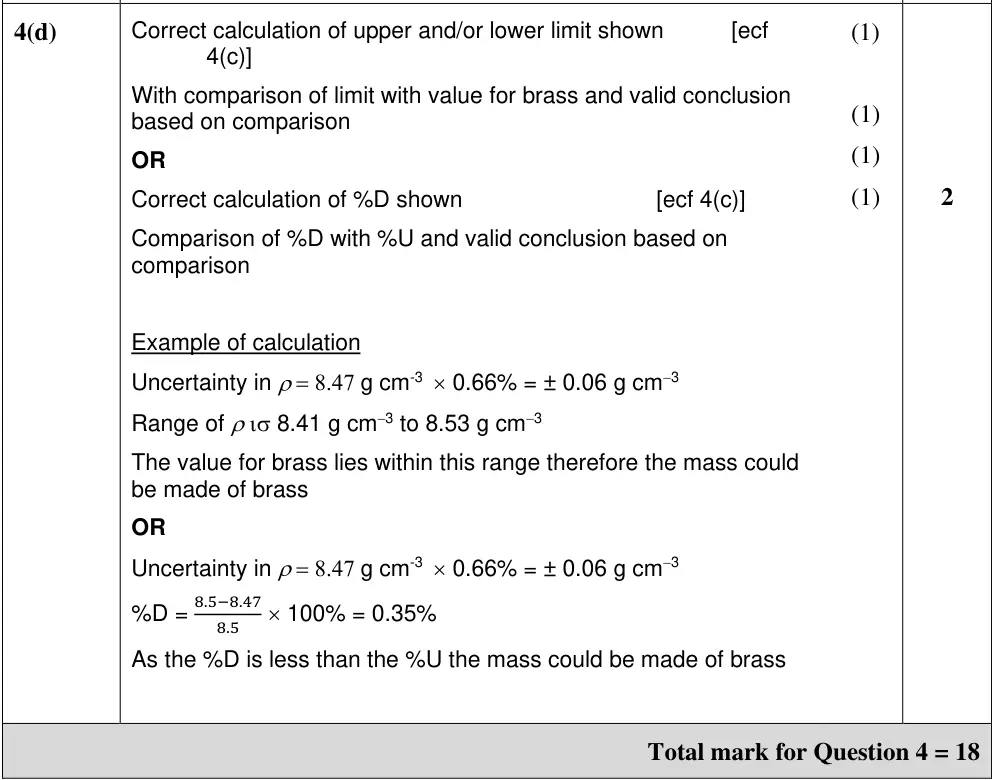 4(d)
Correct calculation of upper and/or lower limit shown [ecf (1)
4(c)]
With comparison of limit with value for brass and valid conclusion
based on comparison (1)
OR (1)
Correct calculation of %D shown [ecf 4(c)] (1) 2
Comparison of %D with %U and valid conclusion based on
comparison
Example of calculation
Uncertainty in ρ = 8.47 g cm-3 × 0.66% = ± 0.06 g cm–3
Range of ρ ισ 8.41 g cm–3 to 8.53 g cm–3
The value for brass lies within this range therefore the mass could
be made of brass
OR
Uncertainty in ρ = 8.47 g cm-3 × 0.66% = ± 0.06 g cm–3
%D = 8.5−8.47/8.5 × 100% = 0.35%
As the %D is less than the %U the mass could be made of brass
Total mark for Question 4 = 18